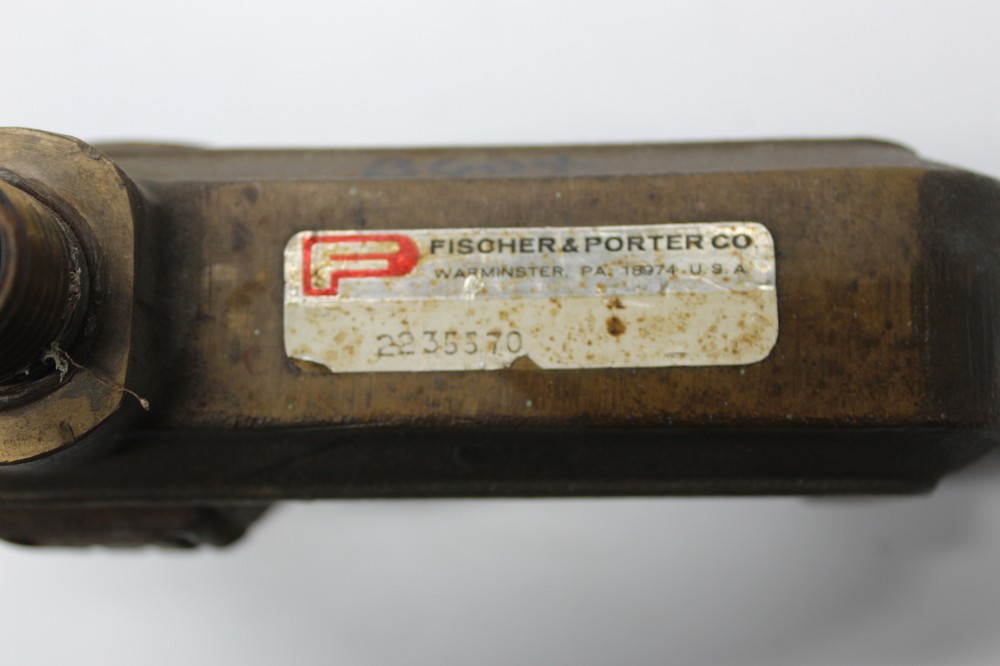 FISCHER & PORTER CO
WARMINSTER, PA. 18974 U.S.A
2235570